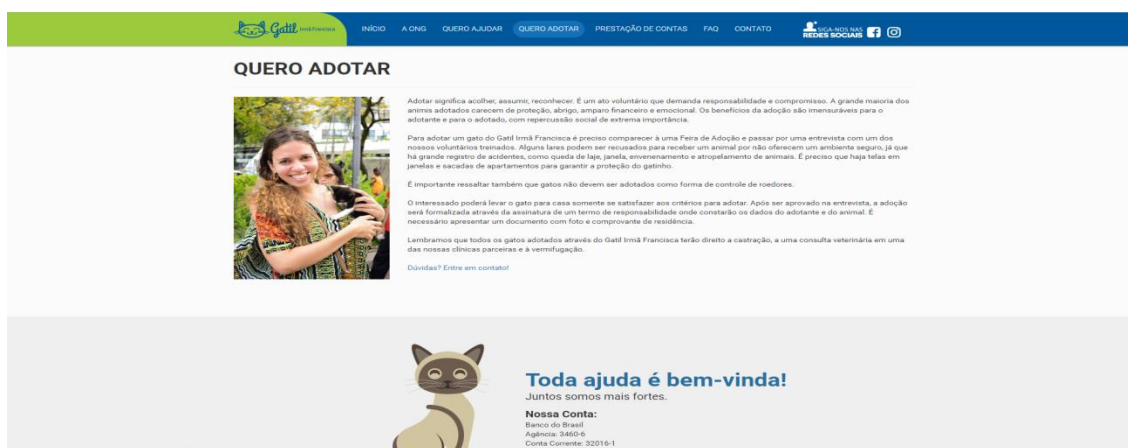 Gatil Irmã Francisca
INÍCIO A ONG QUERO AJUDAR QUERO ADOTAR PRESTAÇÃO DE CONTAS FAQ CONTATO
SIGA-NOS NAS
REDES SOCIAIS
QUERO ADOTAR
Adotar significa acolher, assumir, reconhecer. É um ato voluntário que demanda responsabilidade e compromisso. A grande maioria dos
animis adotados carecem de proteção, abrigo, amparo financeiro e emocional. Os benefícios da adoção são imensuráveis para o
adotante e para o adotado, com repercussão social de extrema importância.
Para adotar um gato do Gatil Irmã Francisca é preciso comparecer à uma Feira de Adoção e passar por uma entrevista com um dos
nossos voluntários treinados. Alguns lares podem ser recusados para receber um animal por não oferecem um ambiente seguro, já que
há grande registro de acidentes, como queda de laje, janela, envenenamento e atropelamento de animais. É preciso que haja telas em
janelas e sacadas de apartamentos para garantir a proteção do gatinho.
É importante ressaltar também que gatos não devem ser adotados como forma de controle de roedores.
O interessado poderá levar o gato para casa somente se satisfazer aos critérios para adotar. Após ser aprovado na entrevista, a adoção
será formalizada através da assinatura de um termo de responsabilidade onde constarão os dados do adotante e do animal. É
necessário apresentar um documento com foto e comprovante de residência.
Lembramos que todos os gatos adotados através do Gatil Irmã Francisca terão direito a castração, a uma consulta veterinária em uma
das nossas clínicas parceiras e à vermifugação.
Dúvidas? Entre em contato!
Toda ajuda é bem-vinda!
Juntos somos mais fortes.
Nossa Conta:
Banco do Brasil
Agência: 3460-6
Conta Corrente: 32016-1